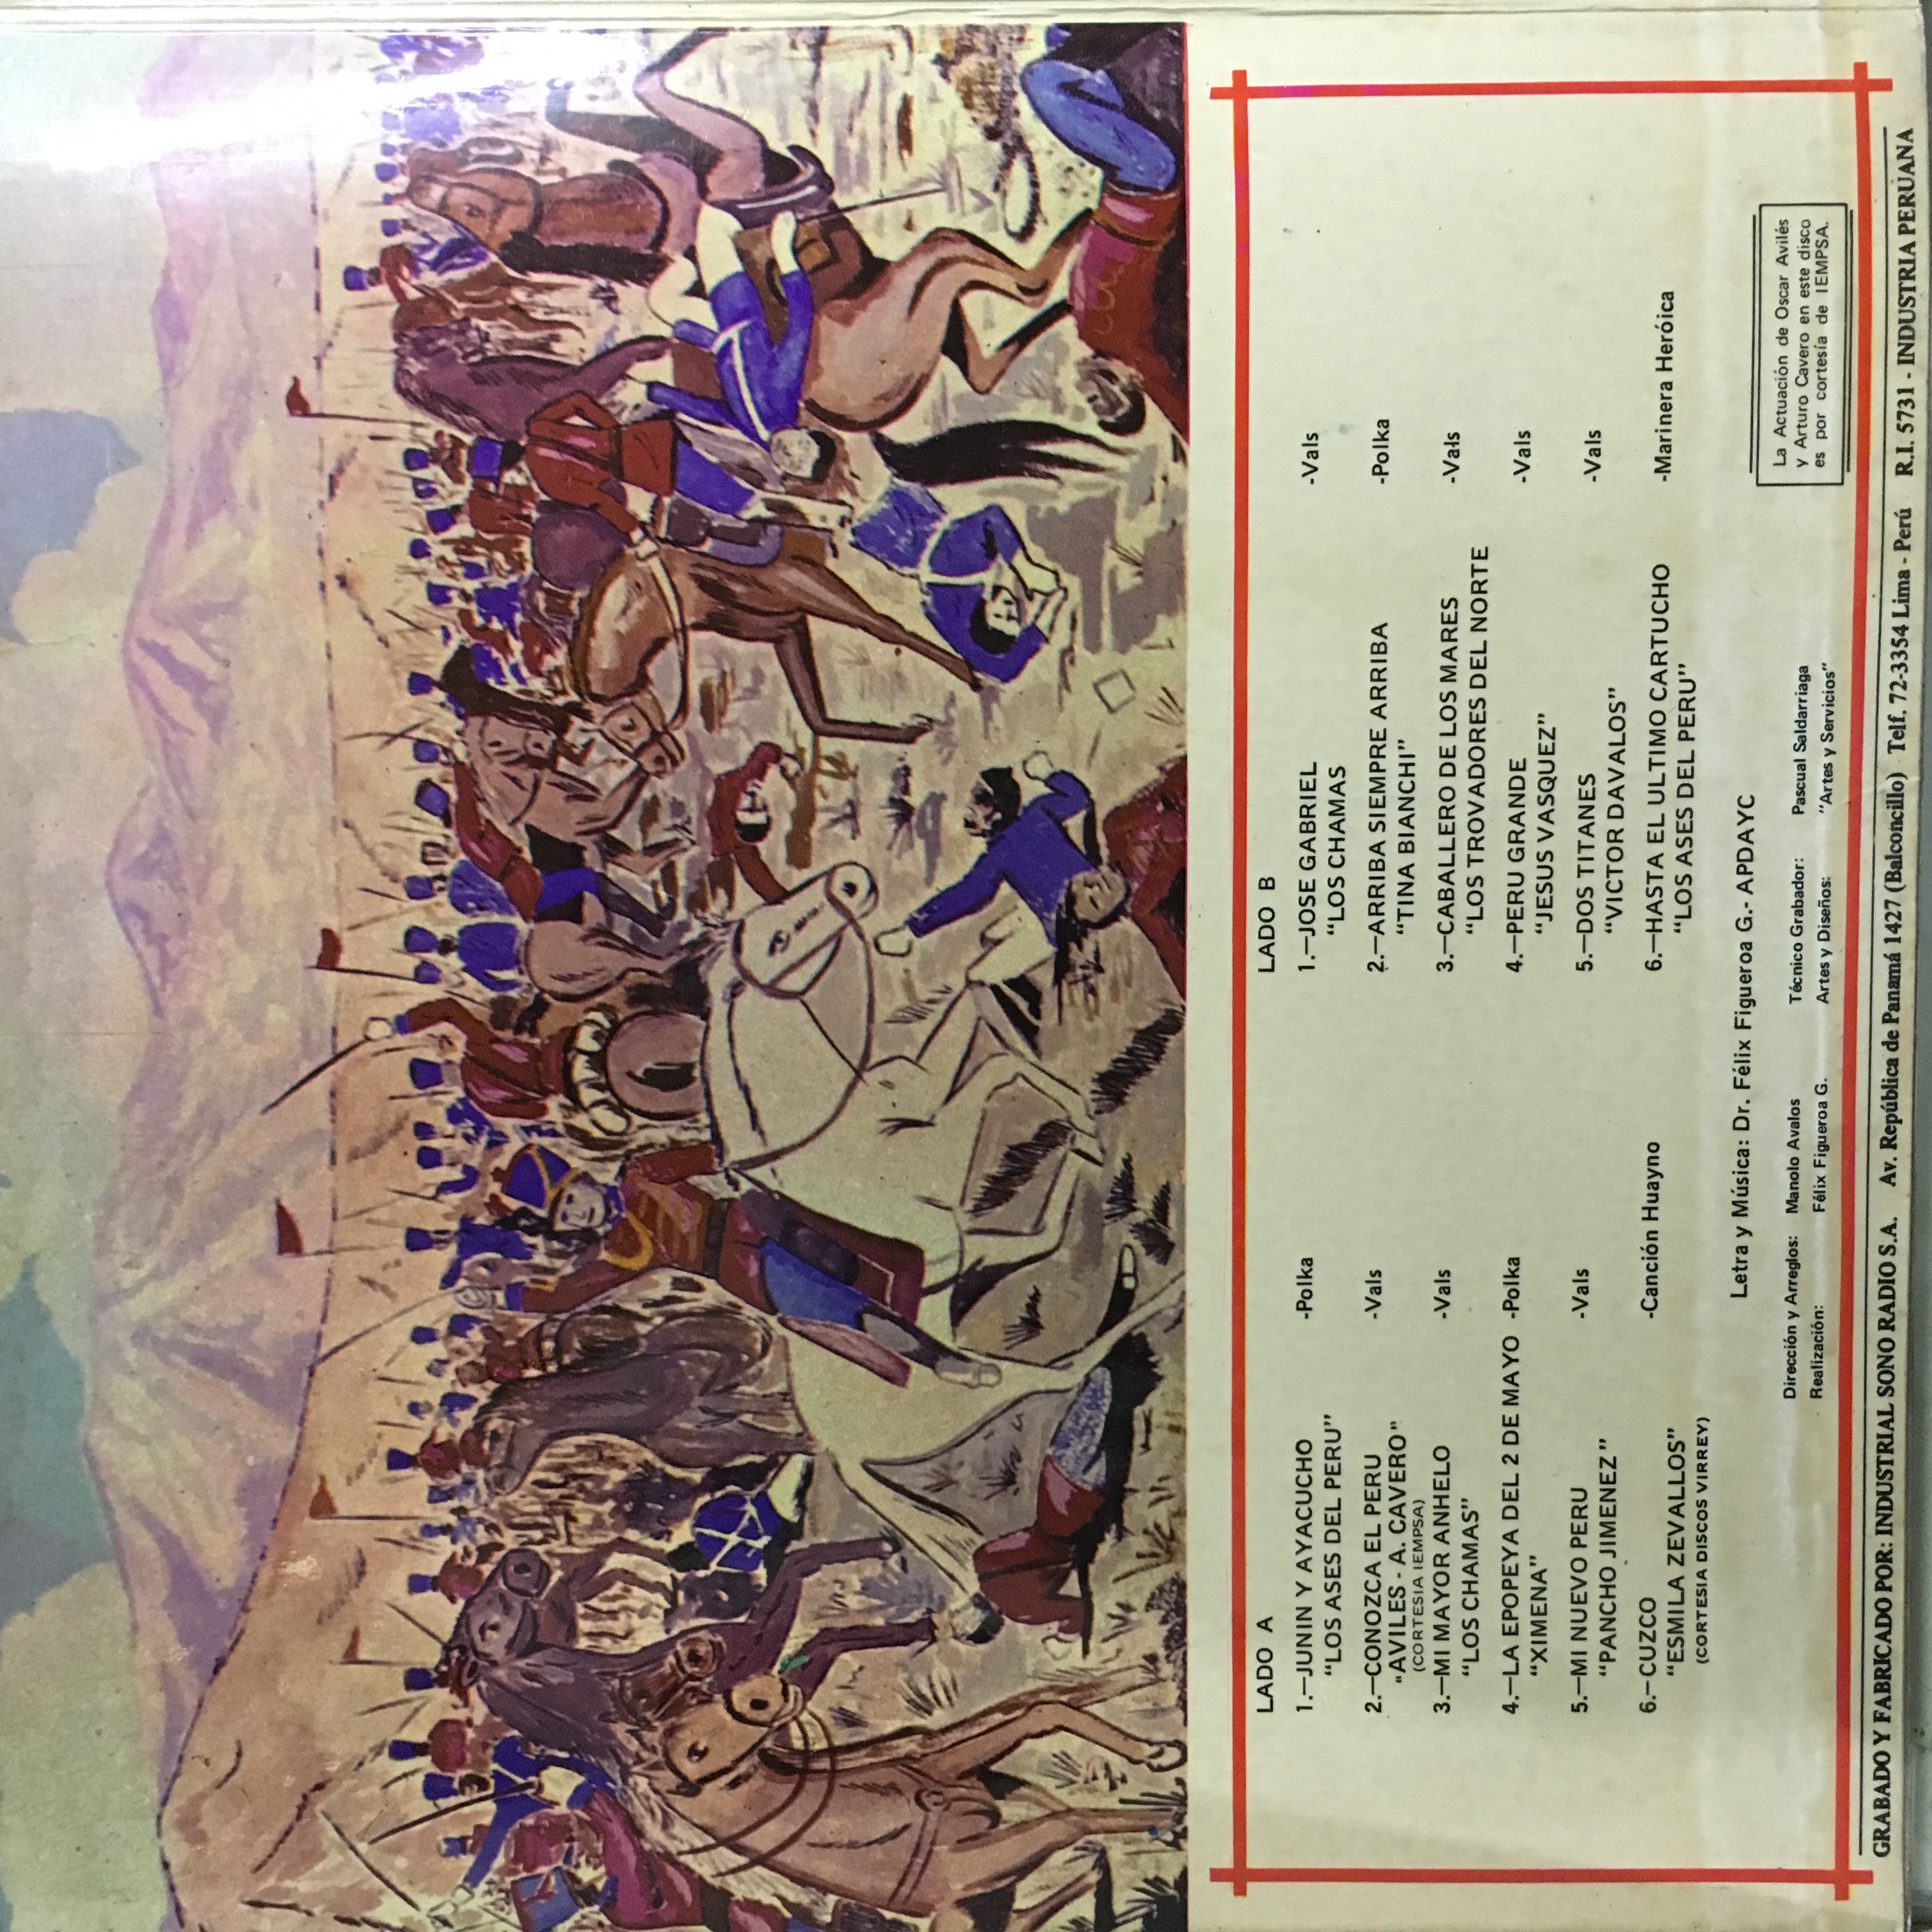 LADO A
1.—JUNIN Y AYACUCHO -Polka
"LOS ASES DEL PERU"
2.—CONOZCA EL PERU -Vals
"AVILES - A. CAVERO"
(CORTESIA IEMPSA)
3.—MI MAYOR ANHELO -Vals
"LOS CHAMAS"
4.—LA EPOPEYA DEL 2 DE MAYO -Polka
"XIMENA"
5.—MI NUEVO PERU -Vals
"PANCHO JIMENEZ"
6.—CUZCO -Canción Huayno
"ESMILA ZEVALLOS"
(CORTESIA DISCOS VIRREY)
LADO B
1.—JOSE GABRIEL -Vals
"LOS CHAMAS
2.—ARRIBA SIEMPRE ARRIBA -Polka
"TINA BIANCHI"
3.—CABALLERO DE LOS MARES -Vals
"LOS TROVADORES DEL NORTE
4.—PERU GRANDE -Vals
"JESUS VASQUEZ"
5.—DOS TITANES -Vals
"VICTOR DAVALOS"
6.—HASTA EL ULTIMO CARTUCHO -Marinera Heróica
"LOS ASES DEL PERU"
Letra y Música: Dr. Félix Figueroa G.- APDAYC
Dirección y Arreglos: Manolo Avalos Técnico Grabador: Pascual Saldarriaga
Realización: Félix Figueroa G. Artes y Diseños: "Artes y Servicios"
La Actuación de Oscar Avilés
y Arturo Cavero en este disco
es por cortesía de IEMPSA.
GRABADO Y FABRICADO POR: INDUSTRIAL SONO RADIO S.A. Av. República de Panamá 1427 (Balconcillo) Telf. 72-3354 Lima - Perú R.I. 5731 - INDUSTRIA PERUANA